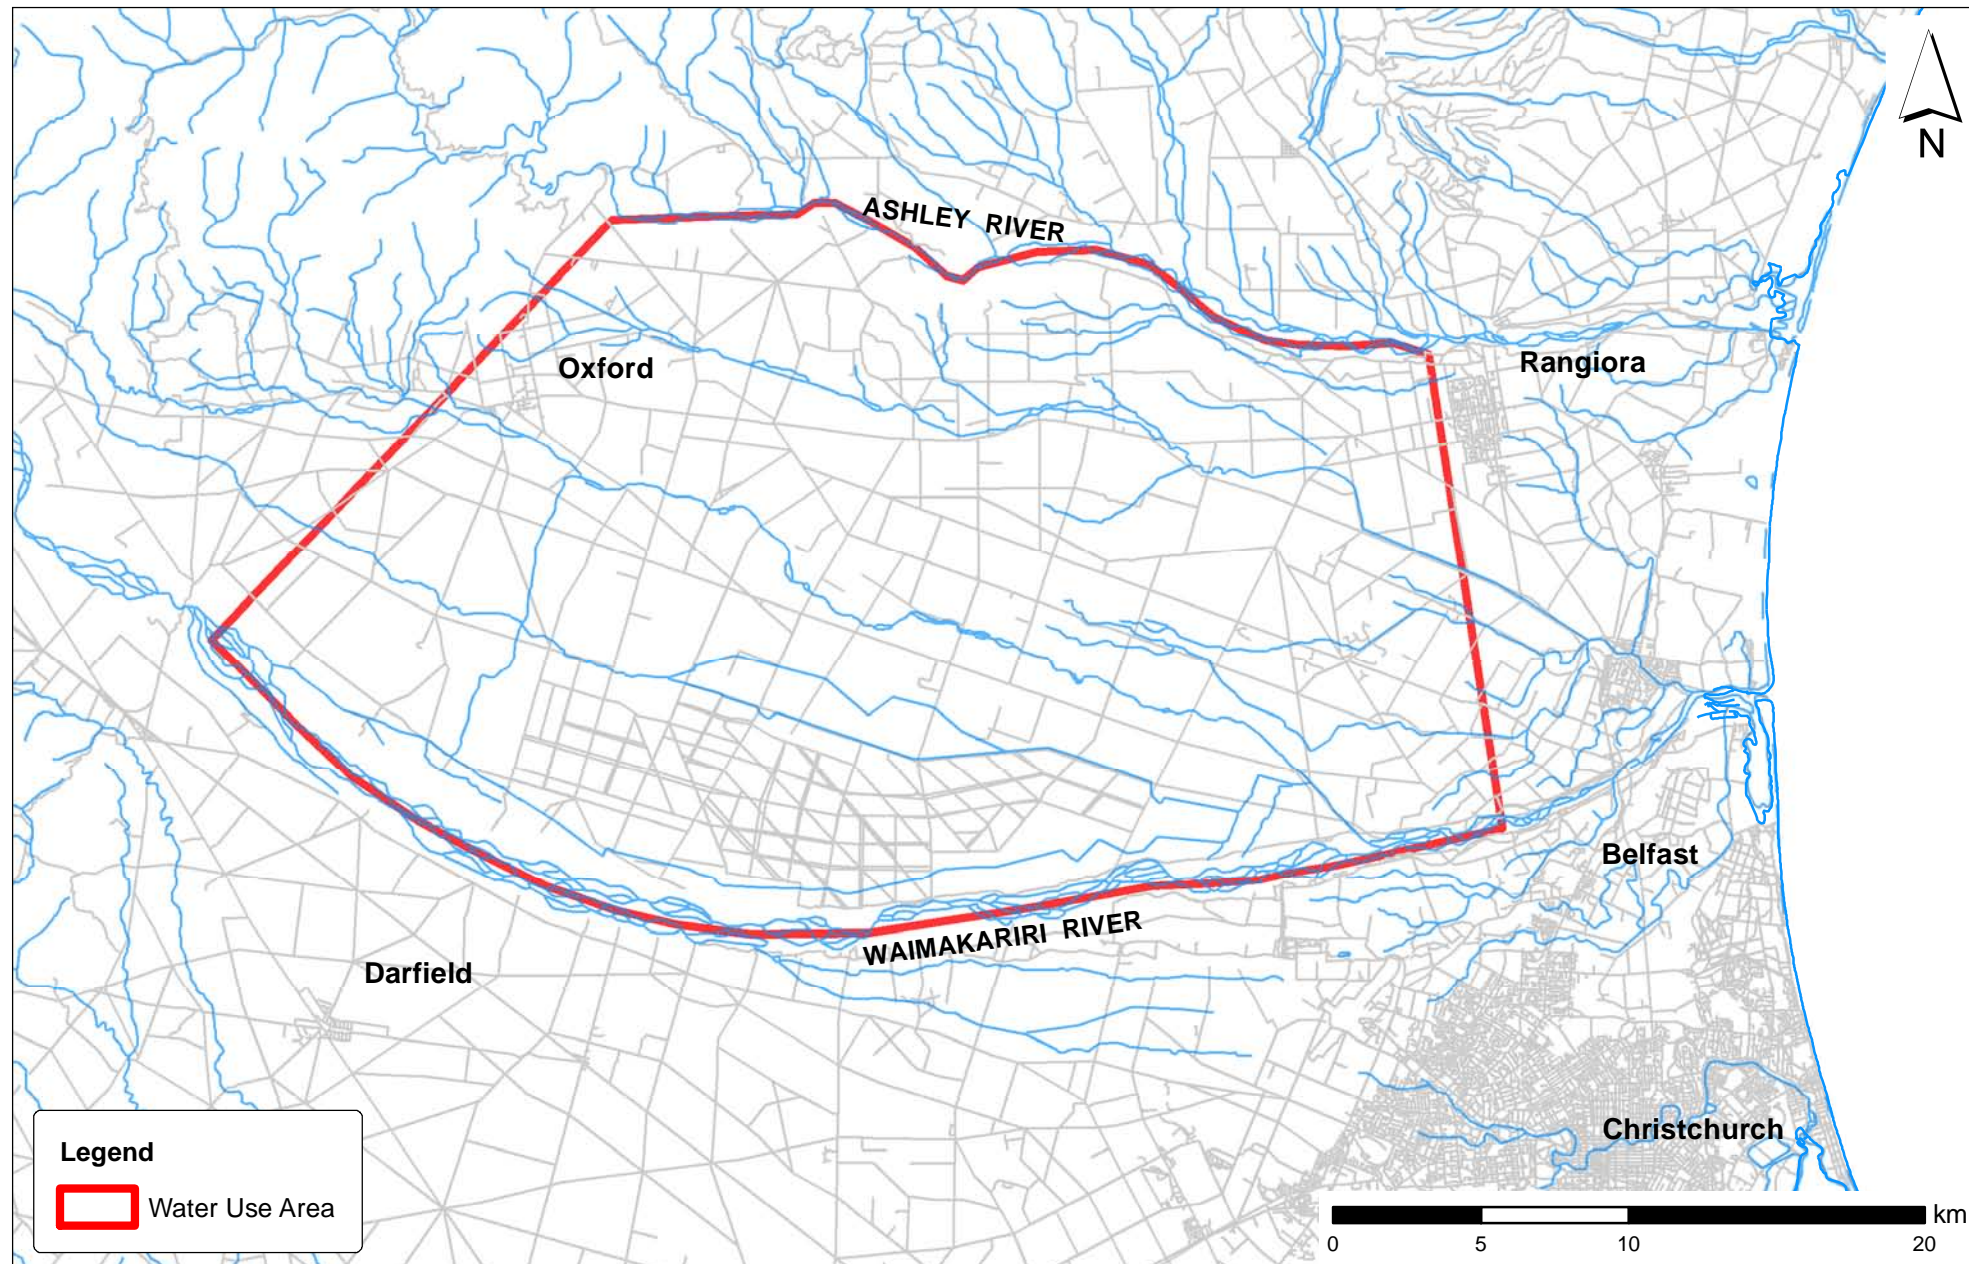 N
ASHLEY RIVER
Oxford
Rangiora
Belfast
WAIMAKARIRI RIVER
Darfield
Christchurch
Legend
Water Use Area
km
0 5 10 20